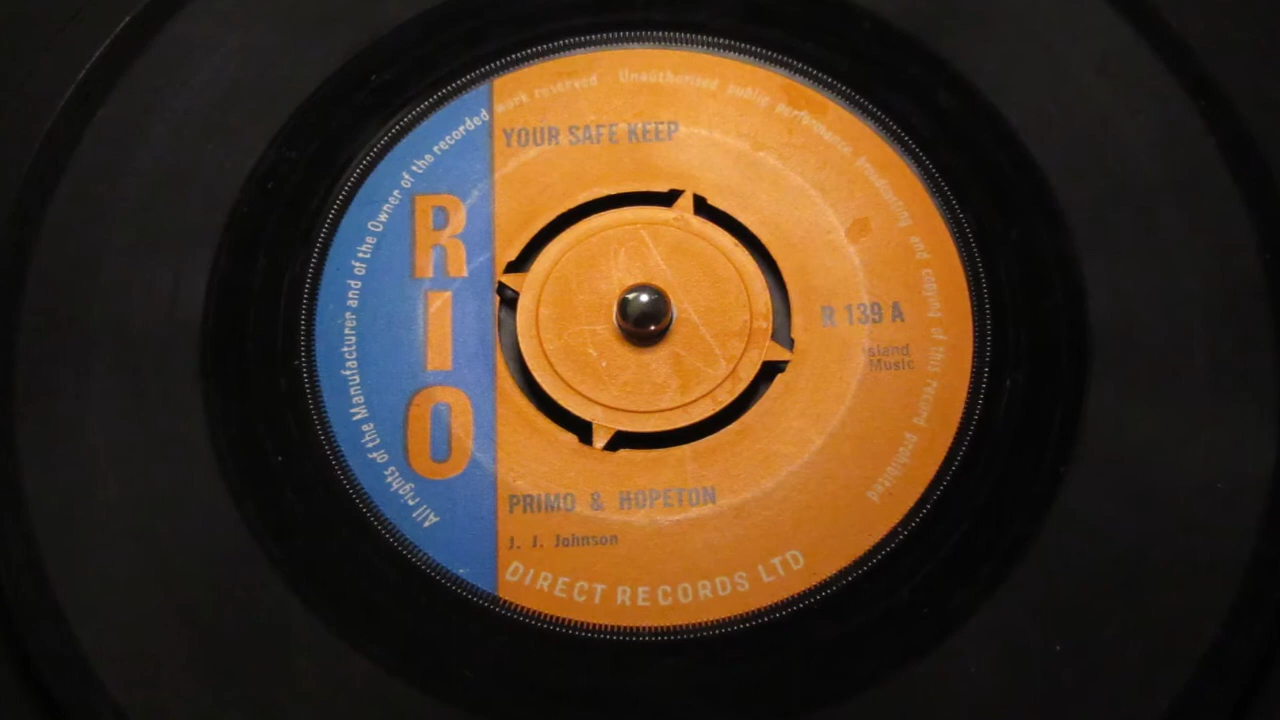 All rights of the Manufacturer and of the Owner of the recorded work reserved Unauthorised public performance broadcasting and copying of this record prohibited
YOUR SAFE KEEP
RIO
R 139 A
Island
Music
PRIMO & HOPETON
J. J. Johnson
DIRECT RECORDS LTD